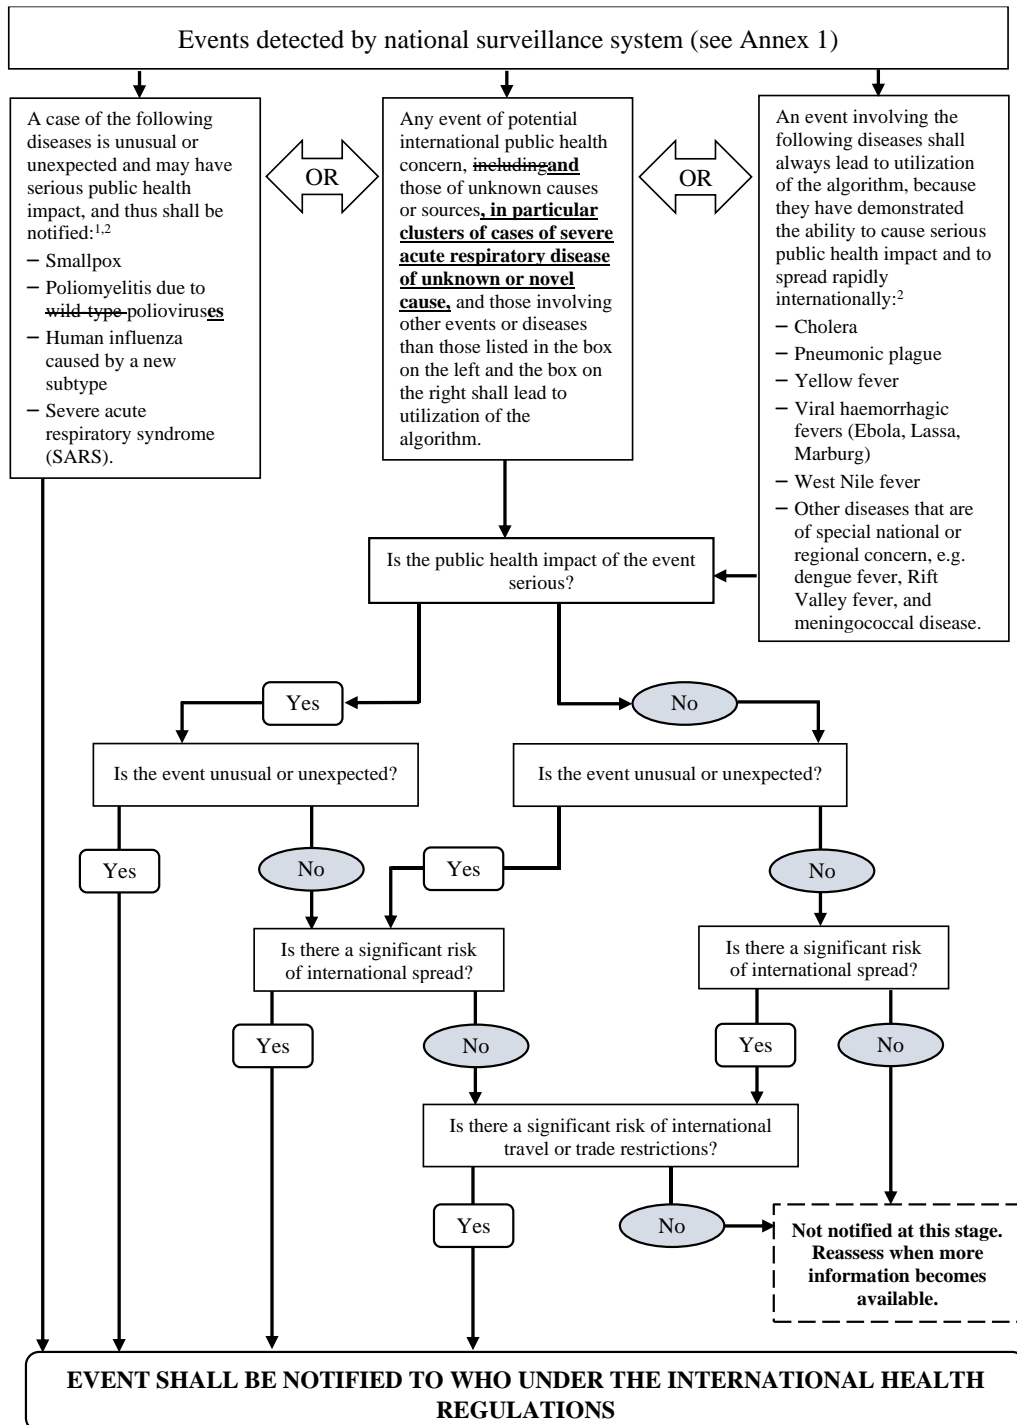 Events detected by national surveillance system (see Annex 1)
A case of the following
diseases is unusual or
unexpected and may have
serious public health
impact, and thus shall be
notified:1,2
– Smallpox
– Poliomyelitis due to
wild-type polioviruses
– Human influenza
caused by a new
subtype
– Severe acute
respiratory syndrome
(SARS).
OR
Any event of potential
international public health
concern, includingand
those of unknown causes
or sources, in particular
clusters of cases of severe
acute respiratory disease
of unknown or novel
cause, and those involving
other events or diseases
than those listed in the box
on the left and the box on
the right shall lead to
utilization of the
algorithm.
OR
An event involving the
following diseases shall
always lead to utilization
of the algorithm, because
they have demonstrated
the ability to cause serious
public health impact and to
spread rapidly
internationally:2
– Cholera
– Pneumonic plague
– Yellow fever
– Viral haemorrhagic
fevers (Ebola, Lassa,
Marburg)
– West Nile fever
– Other diseases that are
of special national or
regional concern, e.g.
dengue fever, Rift
Valley fever, and
meningococcal disease.
Is the public health impact of the event
serious?
Yes
No
Is the event unusual or unexpected?
Is the event unusual or unexpected?
Yes
No
Yes
No
Is there a significant risk
of international spread?
Is there a significant risk
of international spread?
Yes
No
Yes
No
Is there a significant risk of international
travel or trade restrictions?
Yes
No
Not notified at this stage.
Reassess when more
information becomes
available.
EVENT SHALL BE NOTIFIED TO WHO UNDER THE INTERNATIONAL HEALTH
REGULATIONS